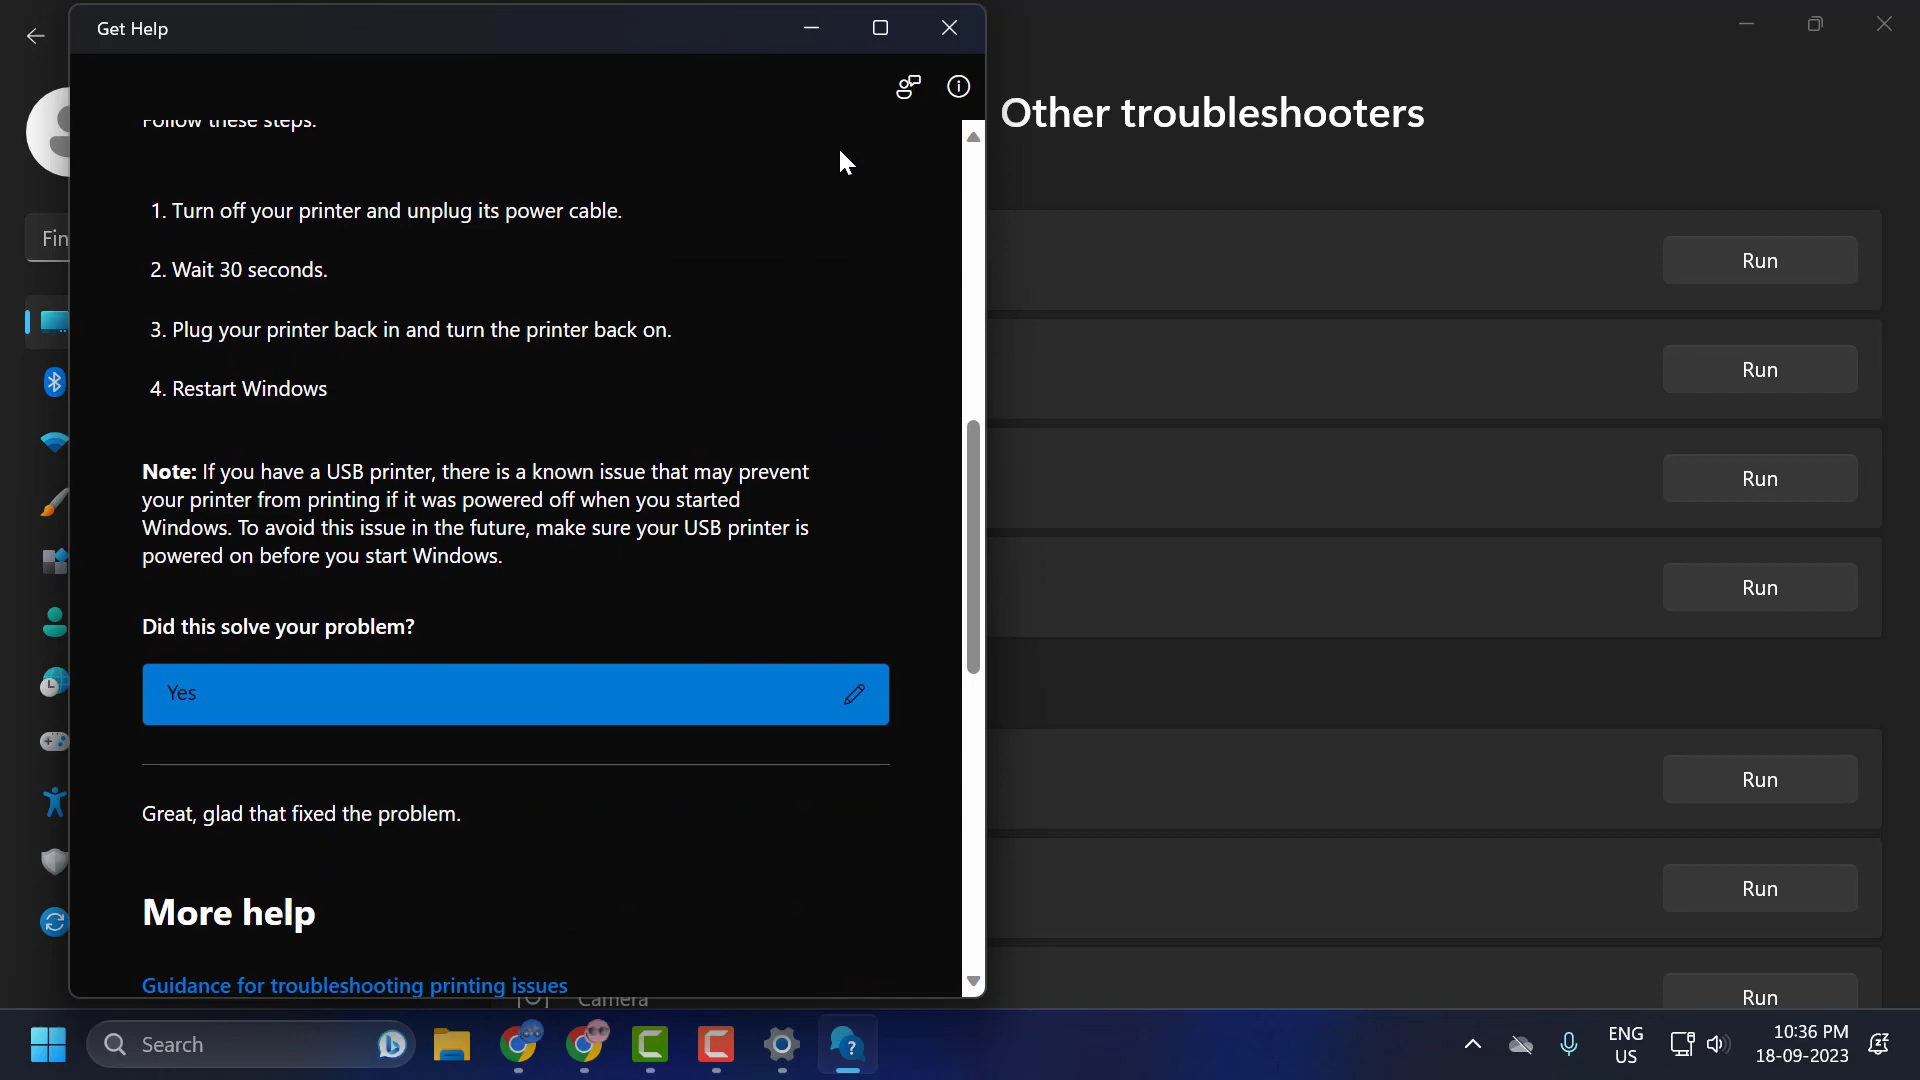 Get Help
Follow these steps:
1. Turn off your printer and unplug its power cable.
2. Wait 30 seconds.
3. Plug your printer back in and turn the printer back on.
4. Restart Windows
Note: If you have a USB printer, there is a known issue that may prevent
your printer from printing if it was powered off when you started
Windows. To avoid this issue in the future, make sure your USB printer is
powered on before you start Windows.
Did this solve your problem?
Yes
Great, glad that fixed the problem.
More help
Guidance for troubleshooting printing issues
Fin
Other troubleshooters
Run
Run
Run
Run
Run
Run
Run
Camera
Search
ENG
US
10:36 PM
18-09-2023